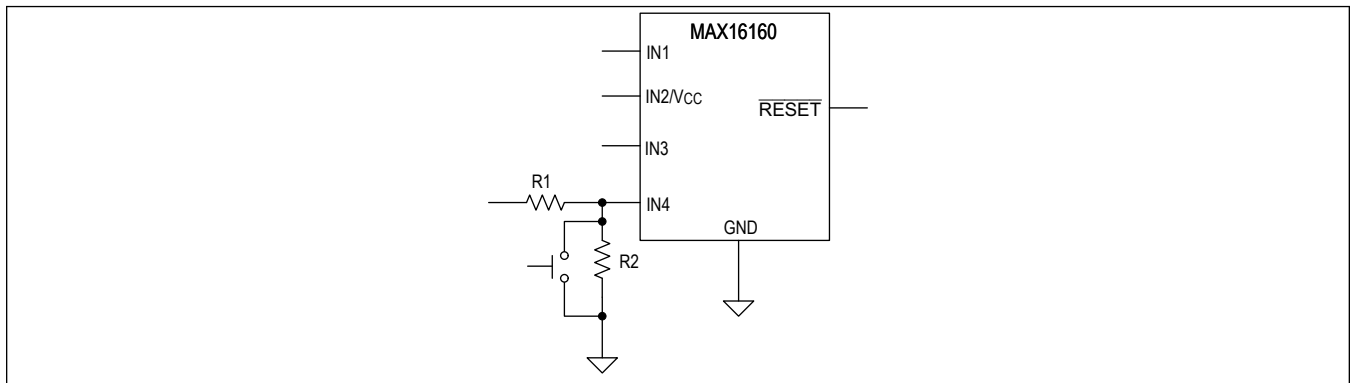 MAX16160
IN1
IN2/VCC
RESET
IN3
R1
IN4
GND
R2